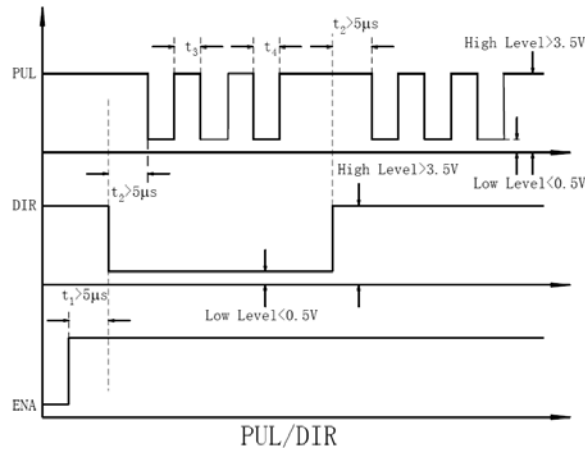 t₂>5μs
t₃
t₄
High Level>3.5V
PUL
t₂>5μs
High Level>3.5V
Low Level<0.5V
DIR
t₁>5μs
Low Level<0.5V
ENA
PUL/DIR